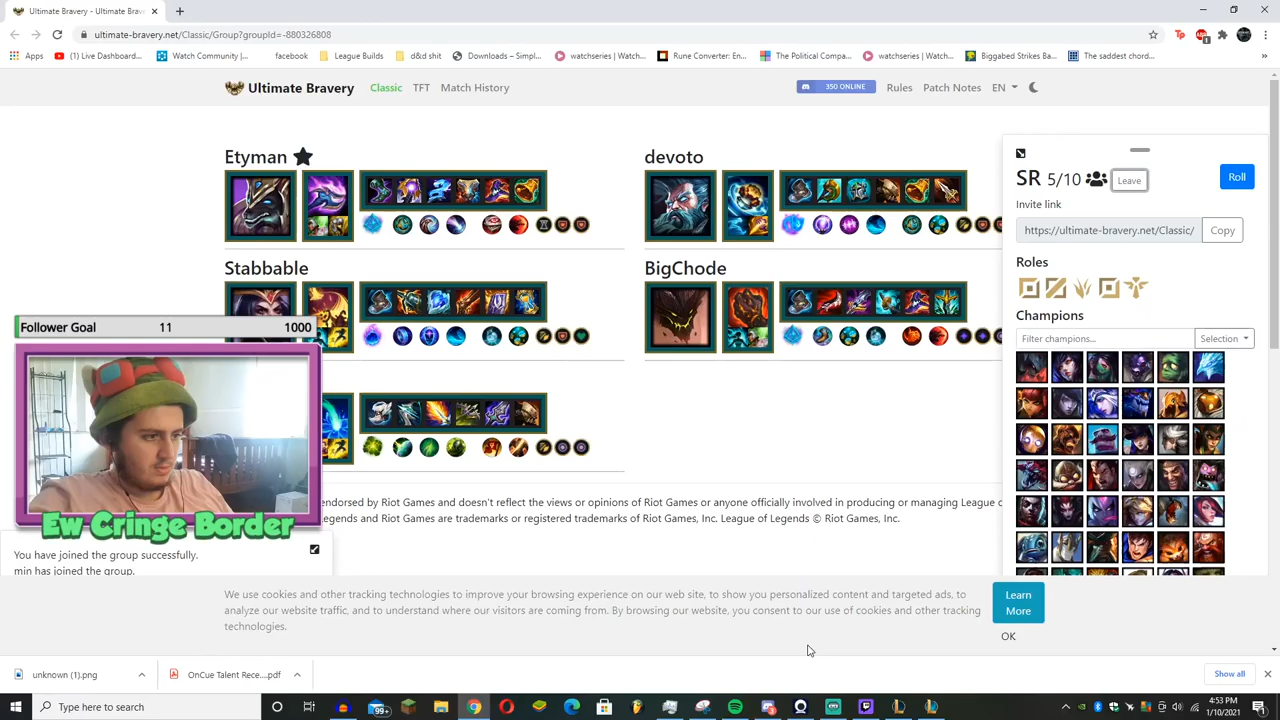 Ultimate Bravery - Ultimate Brave
ultimate-bravery.net/Classic/Group?groupId=-880326808
Apps
(1) Live Dashboard...
Watch Community |...
facebook
League Builds
d&d shit
Downloads – Simpl...
watchseries | Watch...
Rune Converter: En...
The Political Compa...
watchseries | Watch...
Biggabed Strikes Ba...
The saddest chord...
Ultimate Bravery
Classic
TFT
Match History
350 ONLINE
Rules
Patch Notes
EN
Etyman
devoto
Stabbable
BigChode
SR 5/10
Leave
Roll
Invite link
https://ultimate-bravery.net/Classic/
Copy
Roles
Champions
Filter champions...
Selection
Follower Goal 11 1000
Ew Cringe Border
endorsed by Riot Games and doesn't reflect the views or opinions of Riot Games or anyone officially involved in producing or managing League o
egends and Riot Games are trademarks or registered trademarks of Riot Games, Inc. League of Legends © Riot Games, Inc.
You have joined the group successfully.
min has joined the group.
We use cookies and other tracking technologies to improve your browsing experience on our web site, to show you personalized content and targeted ads, to
analyze our website traffic, and to understand where our visitors are coming from. By browsing our website, you consent to our use of cookies and other tracking
technologies.
Learn
More
OK
unknown (1).png
OnCue Talent Rece....pdf
Show all
Type here to search
99+
4:53 PM
1/10/2021